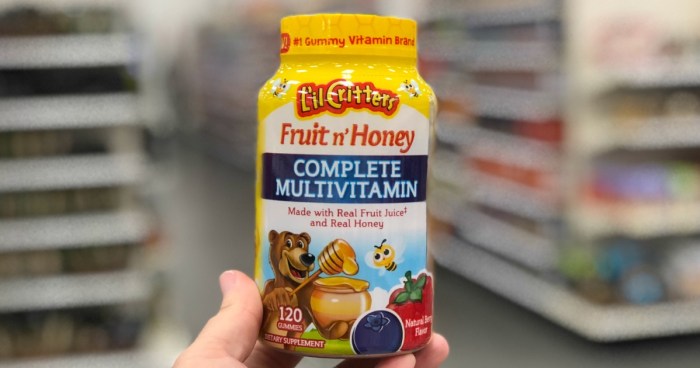 #1 Gummy Vitamin Brand
L'il Critters
Fruit n' Honey
COMPLETE
MULTIVITAMIN
Made with Real Fruit Juice‡
and Real Honey
120
GUMMIES
DIETARY SUPPLEMENT
Natural Berry
Flavor